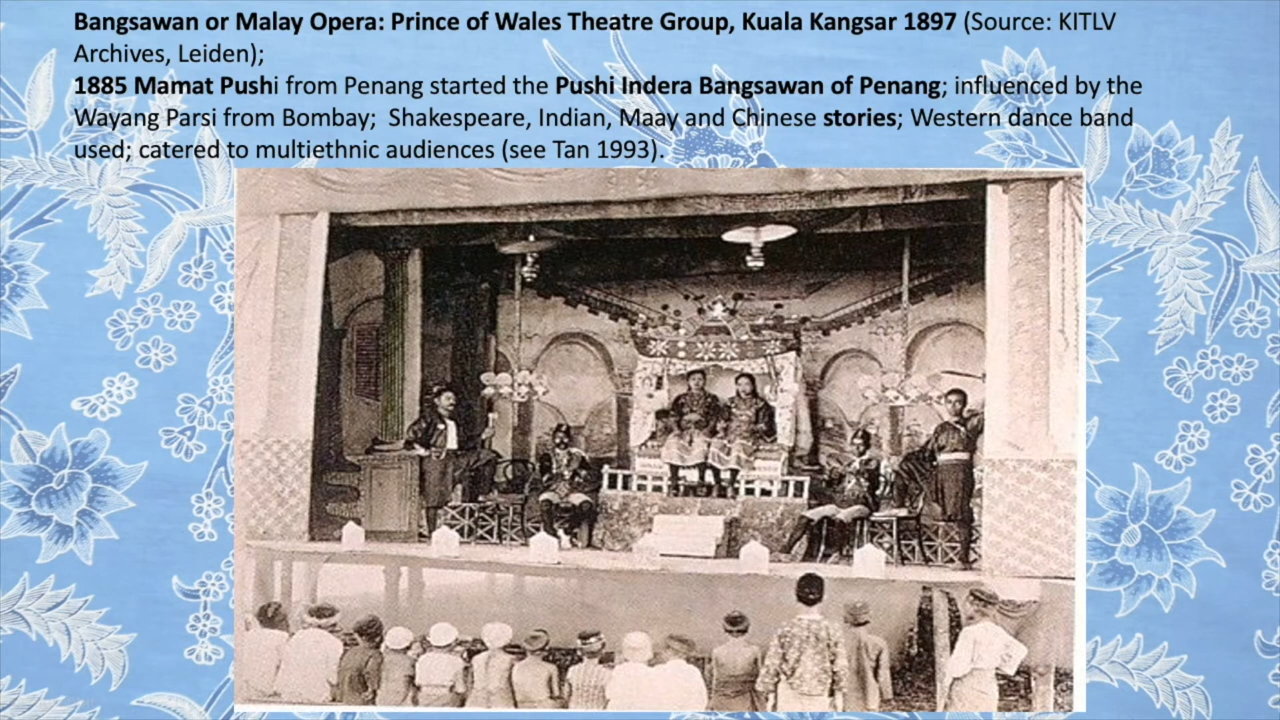 Bangsawan or Malay Opera: Prince of Wales Theatre Group, Kuala Kangsar 1897 (Source: KITLV
Archives, Leiden);
1885 Mamat Pushi from Penang started the Pushi Indera Bangsawan of Penang; influenced by the
Wayang Parsi from Bombay;  Shakespeare, Indian, Maay and Chinese stories; Western dance band
used; catered to multiethnic audiences (see Tan 1993).